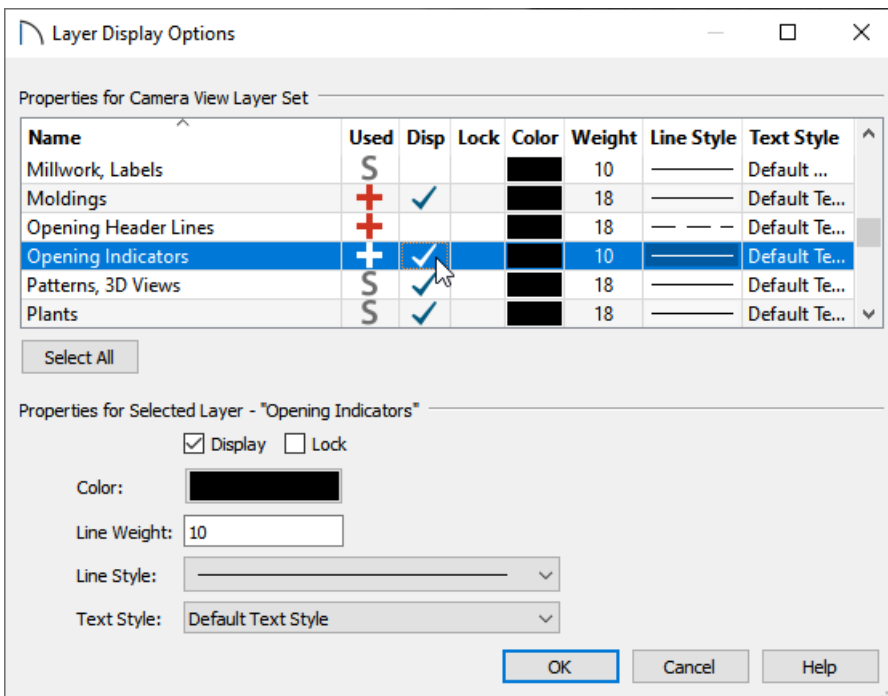 Layer Display Options
Properties for Camera View Layer Set
Name Used Disp Lock Color Weight Line Style Text Style
Millwork, Labels S 10 Default ...
Moldings 18 Default Te...
Opening Header Lines 18 Default Te...
Opening Indicators 10 Default Te...
Patterns, 3D Views S 18 Default Te...
Plants S 18 Default Te...
Select All
Properties for Selected Layer - "Opening Indicators"
Display Lock
Color:
Line Weight: 10
Line Style:
Text Style: Default Text Style
OK Cancel Help